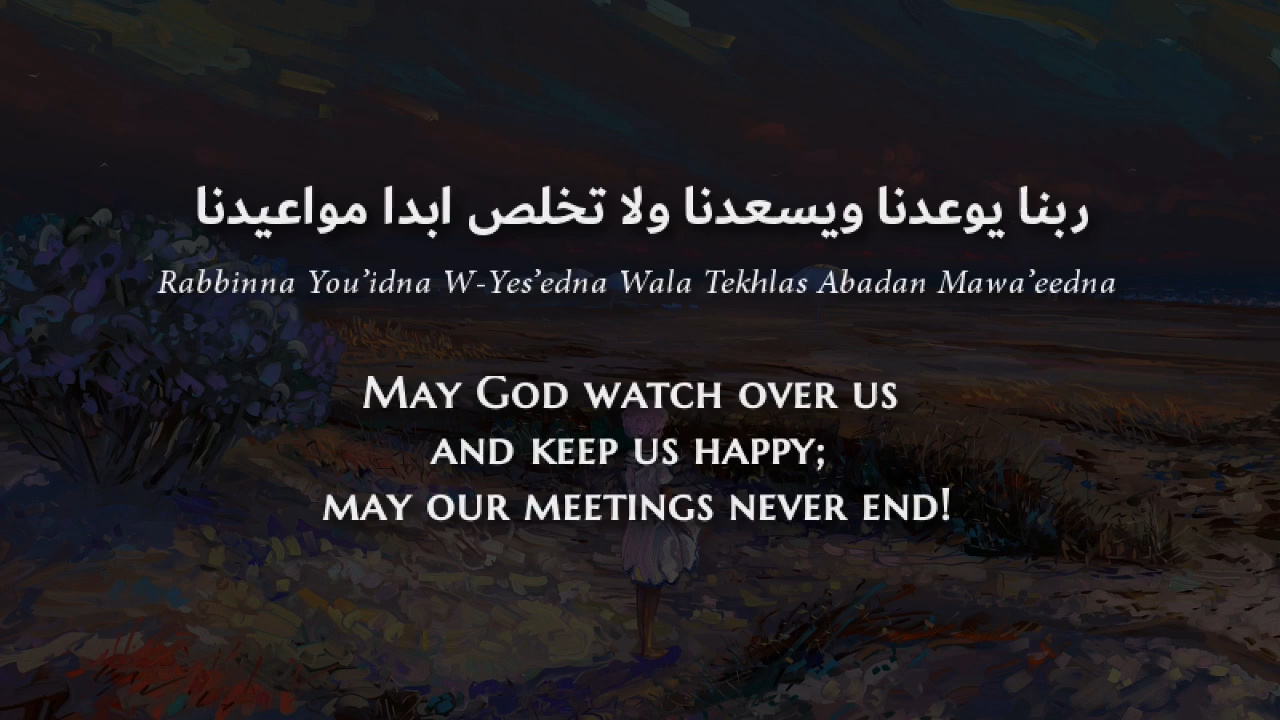 ربنا يوعدنا ويسعدنا ولا تخلص ابدا مواعيدنا
Rabbinna You’idna W-Yes’edna Wala Tekhlas Abadan Mawa’eedna
May God watch over us
and keep us happy;
may our meetings never end!